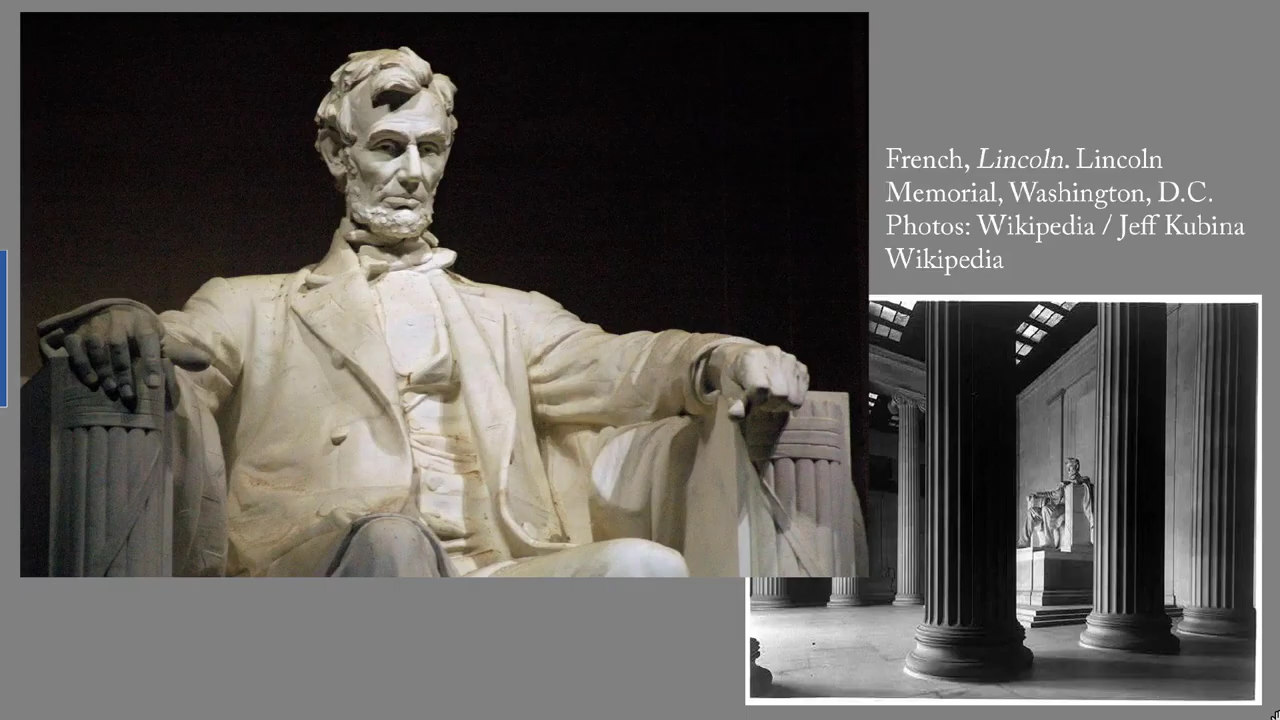 French, Lincoln. Lincoln
Memorial, Washington, D.C.
Photos: Wikipedia / Jeff Kubina
Wikipedia